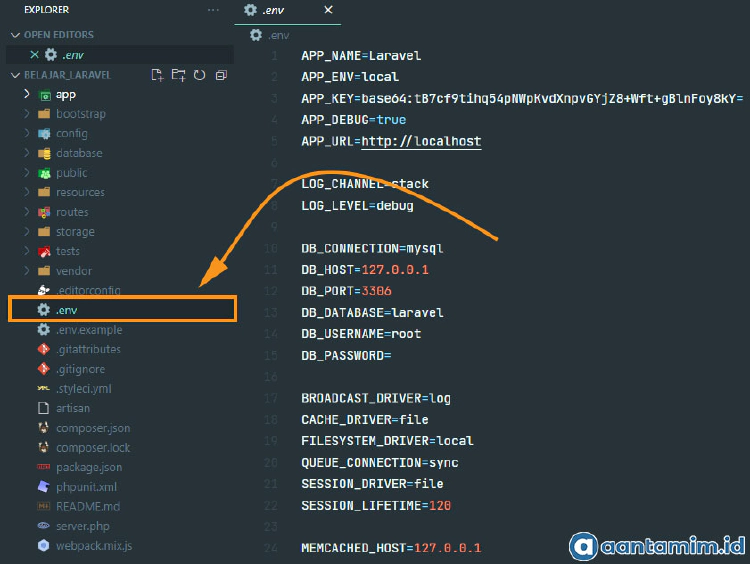 EXPLORER
OPEN EDITORS
.env
BELAJAR_LARAVEL
app
bootstrap
config
database
public
resources
routes
storage
tests
vendor
.editorconfig
.env
.env.example
.gitattributes
.gitignore
.styleci.yml
artisan
composer.json
composer.lock
package.json
phpunit.xml
README.md
server.php
webpack.mix.js
.env
.env
1 APP_NAME=Laravel
2 APP_ENV=local
3 APP_KEY=base64:tB7cf9tihq54pNWpKvdXnpvGYjZ8+Wft+gBlnFoy8kY=
4 APP_DEBUG=true
5 APP_URL=http://localhost
6
7 LOG_CHANNEL=stack
8 LOG_LEVEL=debug
9
10 DB_CONNECTION=mysql
11 DB_HOST=127.0.0.1
12 DB_PORT=3306
13 DB_DATABASE=laravel
14 DB_USERNAME=root
15 DB_PASSWORD=
16
17 BROADCAST_DRIVER=log
18 CACHE_DRIVER=file
19 FILESYSTEM_DRIVER=local
20 QUEUE_CONNECTION=sync
21 SESSION_DRIVER=file
22 SESSION_LIFETIME=120
23
24 MEMCACHED_HOST=127.0.0.1
aantamim.id